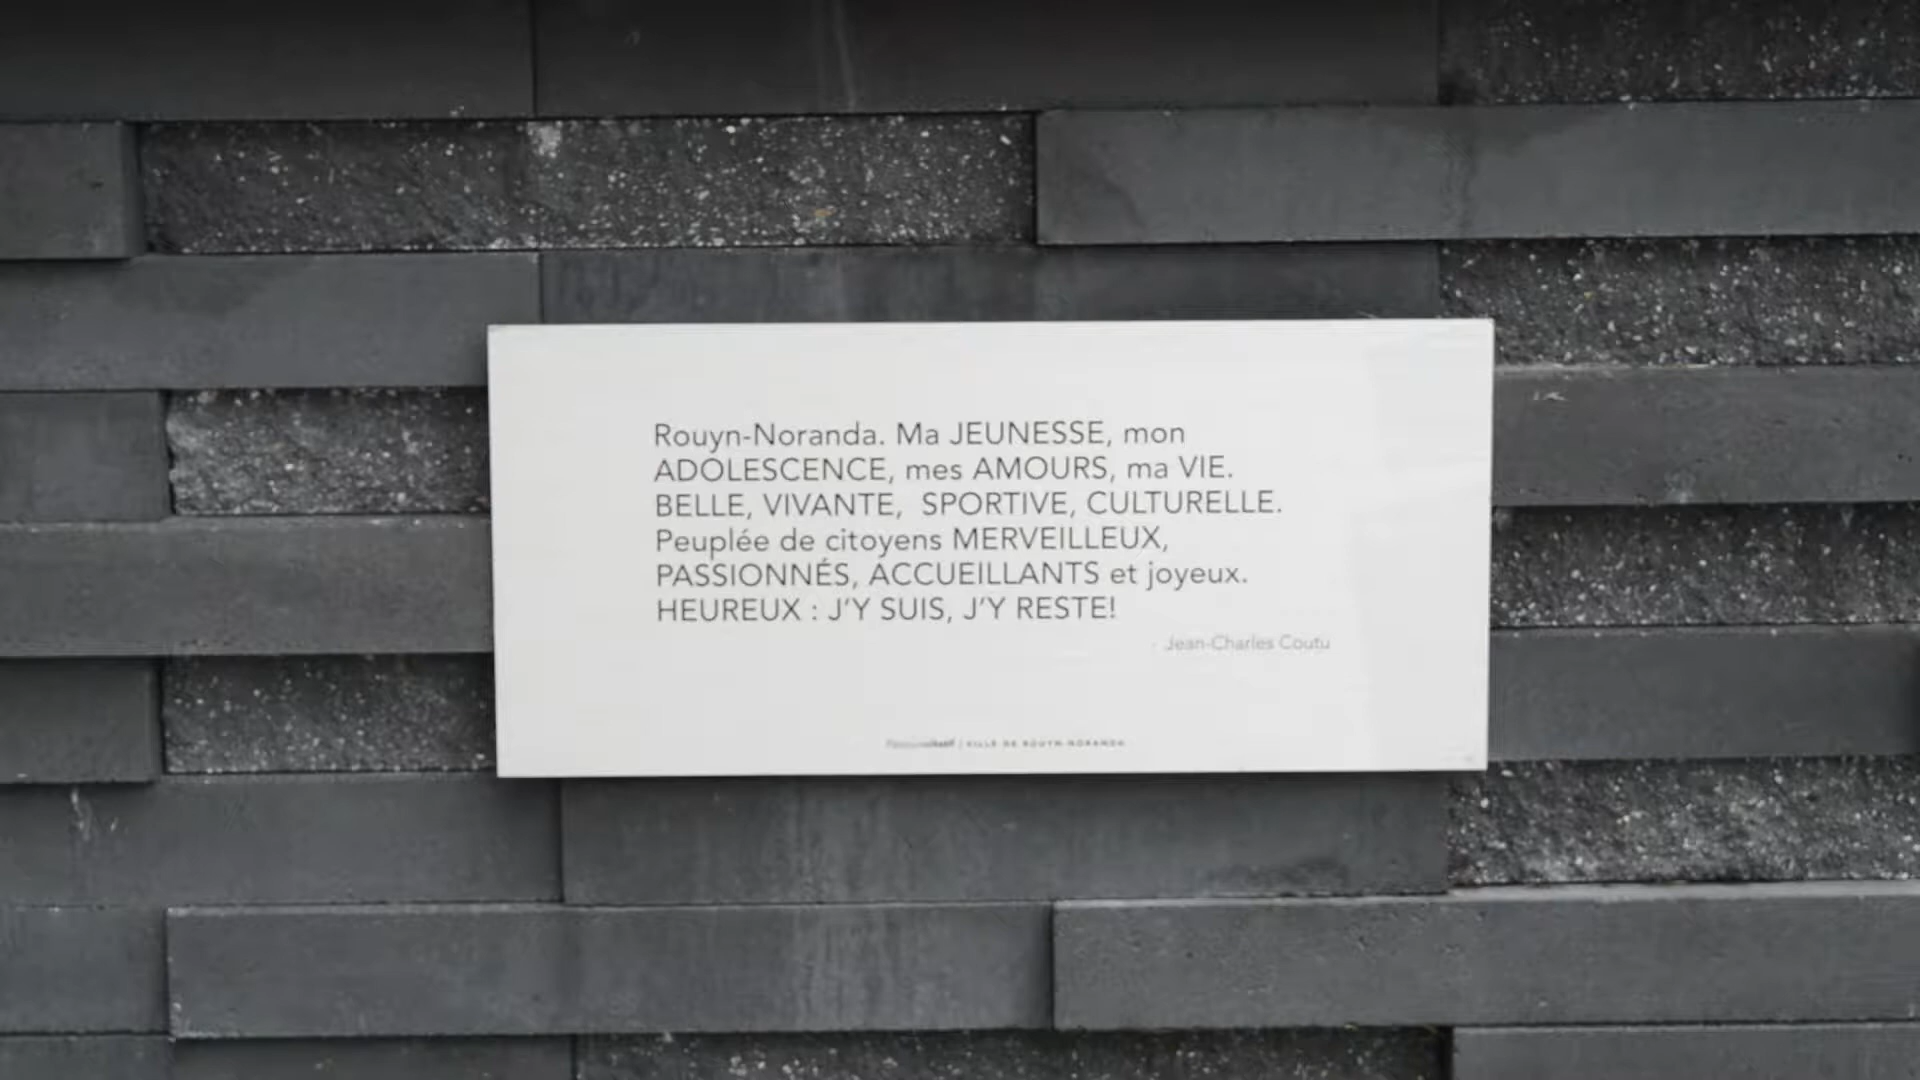 Rouyn-Noranda. Ma JEUNESSE, mon
ADOLESCENCE, mes AMOURS, ma VIE.
BELLE, VIVANTE, SPORTIVE, CULTURELLE.
Peuplée de citoyens MERVEILLEUX,
PASSIONNÉS, ACCUEILLANTS et joyeux.
HEUREUX : J'Y SUIS, J'Y RESTE!
- Jean-Charles Coutu
| VILLE DE ROUYN-NORANDA